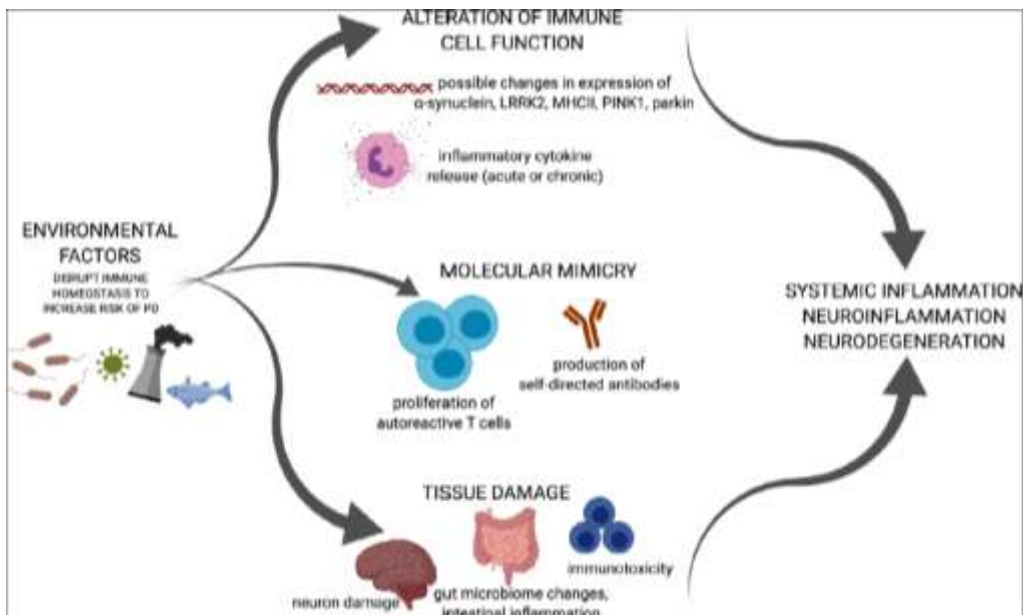 ALTERATION OF IMMUNE
CELL FUNCTION
possible changes in expression of
α-synuclein, LRRK2, MHCII, PINK1, parkin
inflammatory cytokine
release (acute or chronic)
ENVIRONMENTAL
FACTORS
DISRUPT IMMUNE
HOMEOSTASIS TO
INCREASE RISK OF PD
MOLECULAR MIMICRY
proliferation of
autoreactive T cells
production of
self-directed antibodies
SYSTEMIC INFLAMMATION
NEUROINFLAMMATION
NEURODEGENERATION
TISSUE DAMAGE
neuron damage
gut microbiome changes,
intestinal inflammation
immunotoxicity